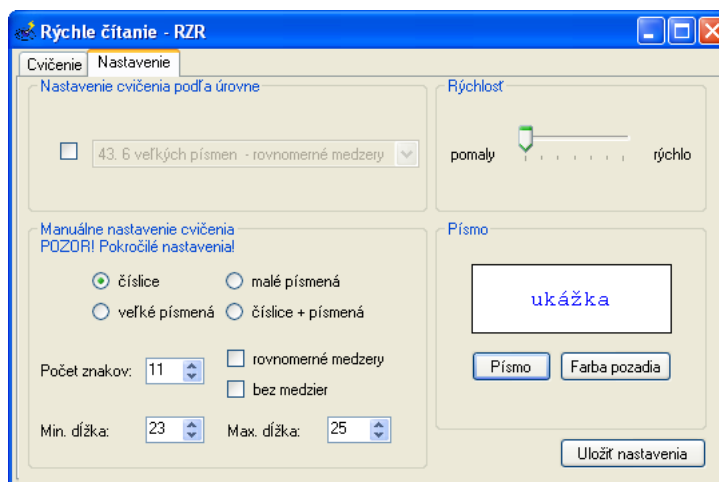 Rýchle čítanie - RZR
Cvičenie Nastavenie
Nastavenie cvičenia podľa úrovne
43. 6 veľkých písmen - rovnomerné medzery
Rýchlosť
pomaly rýchlo
Manuálne nastavenie cvičenia
POZOR! Pokročilé nastavenia!
číslice malé písmená
veľké písmená číslice + písmená
Počet znakov: 11 rovnomerné medzery
bez medzier
Min. dĺžka: 23 Max. dĺžka: 25
Písmo
ukážka
Písmo Farba pozadia
Uložiť nastavenia